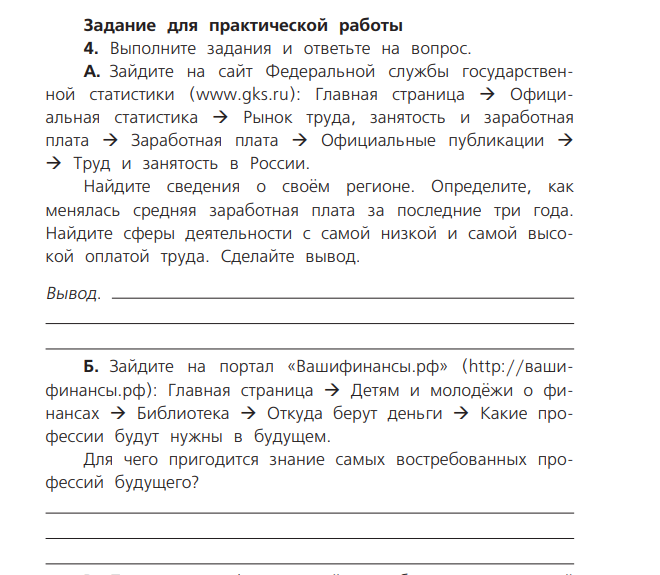 Задание для практической работы
4. Выполните задания и ответьте на вопрос.
А. Зайдите на сайт Федеральной службы государствен-
ной статистики (www.gks.ru): Главная страница → Офици-
альная статистика → Рынок труда, занятость и заработная
плата → Заработная плата → Официальные публикации →
→ Труд и занятость в России.
Найдите сведения о своём регионе. Определите, как
менялась средняя заработная плата за последние три года.
Найдите сферы деятельности с самой низкой и самой высо-
кой оплатой труда. Сделайте вывод.
Вывод.
Б. Зайдите на портал «Вашифинансы.рф» (http://ваши-
финансы.рф): Главная страница → Детям и молодёжи о фи-
нансах → Библиотека → Откуда берут деньги → Какие про-
фессии будут нужны в будущем.
Для чего пригодится знание самых востребованных про-
фессий будущего?